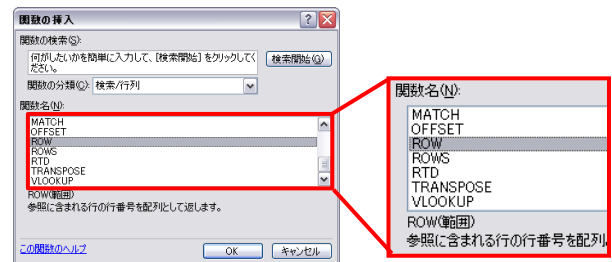 関数の挿入
関数の検索(S):
何がしたいかを簡単に入力して、[検索開始] をクリックしてく
ださい。
検索開始(G)
関数の分類(C): 検索/行列
関数名(N):
MATCH
OFFSET
ROW
ROWS
RTD
TRANSPOSE
VLOOKUP
ROW(範囲)
参照に含まれる行の行番号を配列として返します。
この関数のヘルプ
OK
キャンセル
関数名(N):
MATCH
OFFSET
ROW
ROWS
RTD
TRANSPOSE
VLOOKUP
ROW(範囲)
参照に含まれる行の行番号を配列